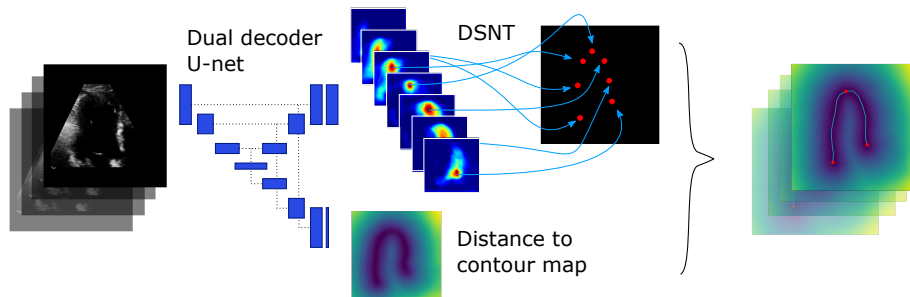 Dual decoder
U-net
DSNT
Distance to
contour map